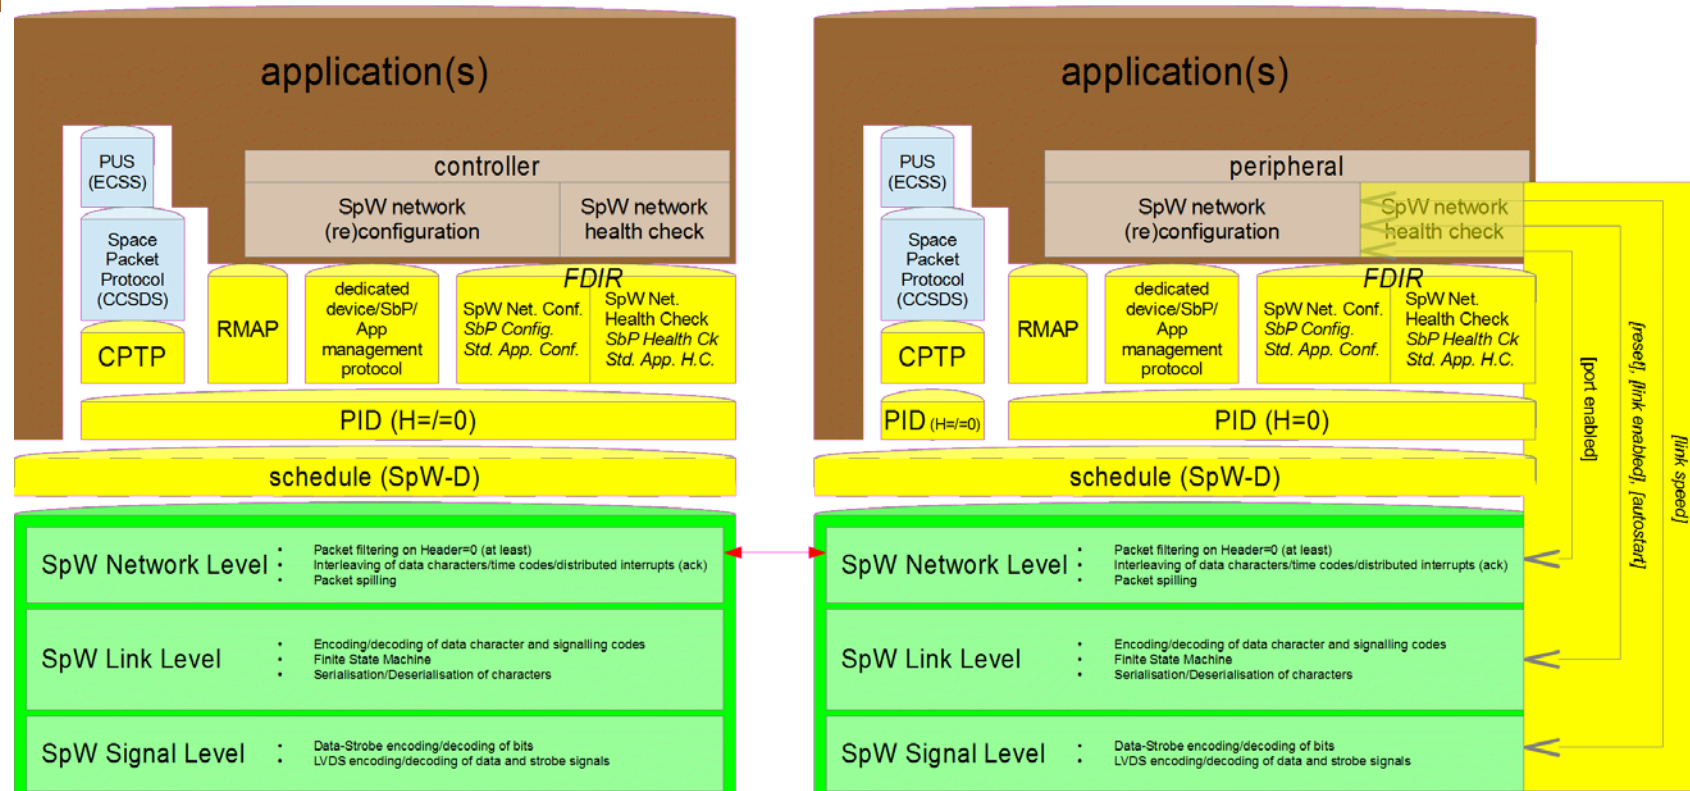 application(s)
PUS
(ECSS)
controller
SpW network
(re)configuration
SpW network
health check
Space
Packet
Protocol
(CCSDS)
CPTP
RMAP
dedicated
device/SbP/
App
management
protocol
FDIR
SpW Net. Conf.
SbP Config.
Std. App. Conf.
SpW Net.
Health Check
SbP Health Ck
Std. App. H.C.
PID (H=/=0)
schedule (SpW-D)
SpW Network Level
• Packet filtering on Header=0 (at least)
• Interleaving of data characters/time codes/distributed interrupts (ack)
• Packet spilling
SpW Link Level
• Encoding/decoding of data character and signalling codes
• Finite State Machine
• Serialisation/Deserialisation of characters
SpW Signal Level
• Data-Strobe encoding/decoding of bits
• LVDS encoding/decoding of data and strobe signals
application(s)
PUS
(ECSS)
peripheral
SpW network
(re)configuration
SpW network
health check
Space
Packet
Protocol
(CCSDS)
CPTP
RMAP
dedicated
device/SbP/
App
management
protocol
FDIR
SpW Net. Conf.
SbP Config.
Std. App. Conf.
SpW Net.
Health Check
SbP Health Ck
Std. App. H.C.
PID (H=/=0)
PID (H=0)
schedule (SpW-D)
SpW Network Level
• Packet filtering on Header=0 (at least)
• Interleaving of data characters/time codes/distributed interrupts (ack)
• Packet spilling
SpW Link Level
• Encoding/decoding of data character and signalling codes
• Finite State Machine
• Serialisation/Deserialisation of characters
SpW Signal Level
• Data-Strobe encoding/decoding of bits
• LVDS encoding/decoding of data and strobe signals
[port enabled]
[reset], [link enabled], [autostart]
[link speed]